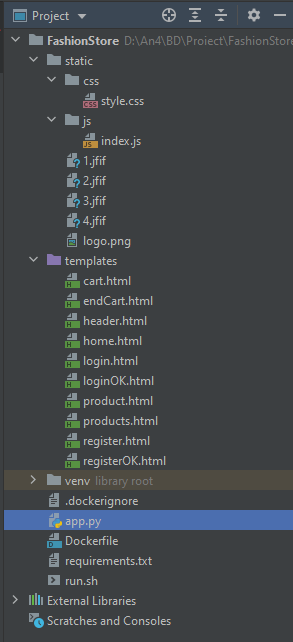 Project
FashionStore D:\An4\BD\Proiect\FashionStore
static
css
style.css
js
index.js
1.jfif
2.jfif
3.jfif
4.jfif
logo.png
templates
cart.html
endCart.html
header.html
home.html
login.html
loginOK.html
product.html
products.html
register.html
registerOK.html
venv library root
.dockerignore
app.py
Dockerfile
requirements.txt
run.sh
External Libraries
Scratches and Consoles